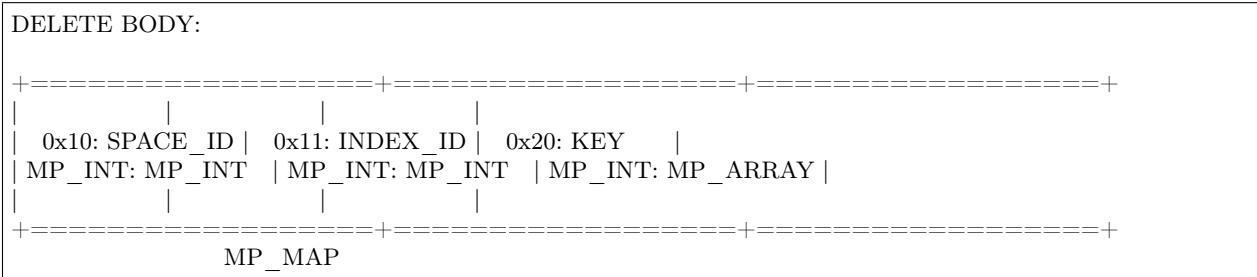 DELETE BODY:
+==================+==================+==================+
| | | |
| 0x10: SPACE_ID | 0x11: INDEX_ID | 0x20: KEY |
| MP_INT: MP_INT | MP_INT: MP_INT | MP_INT: MP_ARRAY |
| | | |
+==================+==================+==================+
MP_MAP